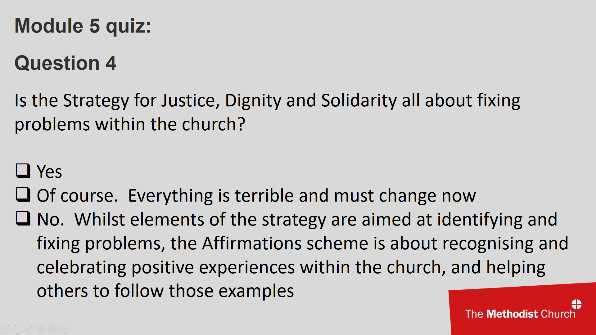 Module 5 quiz:
Question 4
Is the Strategy for Justice, Dignity and Solidarity all about fixing
problems within the church?
❑ Yes
❑ Of course.  Everything is terrible and must change now
❑ No.  Whilst elements of the strategy are aimed at identifying and
fixing problems, the Affirmations scheme is about recognising and
celebrating positive experiences within the church, and helping
others to follow those examples
The Methodist Church